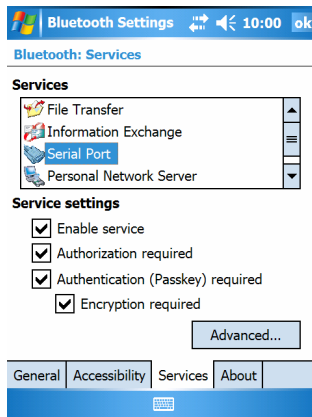 Bluetooth Settings 10:00 ok
Bluetooth: Services
Services
File Transfer
Information Exchange
Serial Port
Personal Network Server
Service settings
Enable service
Authorization required
Authentication (Passkey) required
Encryption required
Advanced...
General Accessibility Services About